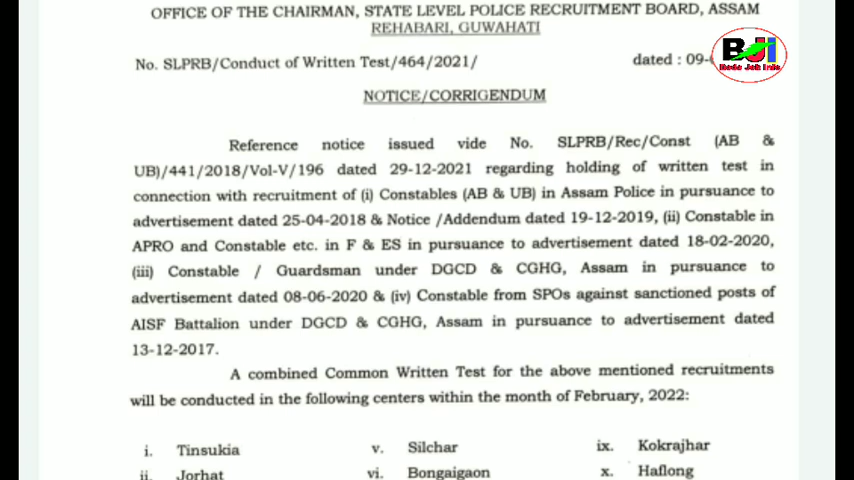 OFFICE OF THE CHAIRMAN, STATE LEVEL POLICE RECRUITMENT BOARD, ASSAM
REHABARI, GUWAHATI
No. SLPRB/Conduct of Written Test/464/2021/ dated : 09-
BJI
Bodo Job Info
NOTICE/CORRIGENDUM
Reference notice issued vide No. SLPRB/Rec/Const (AB &
UB)/441/2018/Vol-V/196 dated 29-12-2021 regarding holding of written test in
connection with recruitment of (i) Constables (AB & UB) in Assam Police in pursuance to
advertisement dated 25-04-2018 & Notice /Addendum dated 19-12-2019, (ii) Constable in
APRO and Constable etc. in F & ES in pursuance to advertisement dated 18-02-2020,
(iii) Constable / Guardsman under DGCD & CGHG, Assam in pursuance to
advertisement dated 08-06-2020 & (iv) Constable from SPOs against sanctioned posts of
AISF Battalion under DGCD & CGHG, Assam in pursuance to advertisement dated
13-12-2017.
A combined Common Written Test for the above mentioned recruitments
will be conducted in the following centers within the month of February, 2022:
i. Tinsukia v. Silchar ix. Kokrajhar
ii. Jorhat vi. Bongaigaon x. Haflong